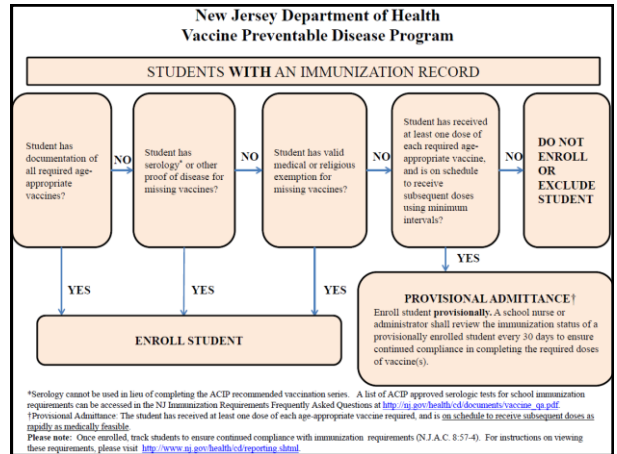 New Jersey Department of Health
Vaccine Preventable Disease Program
STUDENTS WITH AN IMMUNIZATION RECORD
Student has
documentation of
all required age-
appropriate
vaccines?
NO
Student has
serology* or other
proof of disease for
missing vaccines?
NO
Student has valid
medical or religious
exemption for
missing vaccines?
NO
Student has received
at least one dose of
each required age-
appropriate vaccine,
and is on schedule
to receive
subsequent doses
using minimum
intervals?
NO
DO NOT
ENROLL
OR
EXCLUDE
STUDENT
YES
YES
YES
YES
ENROLL STUDENT
PROVISIONAL ADMITTANCE†
Enroll student provisionally. A school nurse or
administrator shall review the immunization status of a
provisionally enrolled student every 30 days to ensure
continued compliance in completing the required doses
of vaccine(s).
*Serology cannot be used in lieu of completing the ACIP recommended vaccination series. A list of ACIP approved serologic tests for school immunization
requirements can be accessed in the NJ Immunization Requirements Frequently Asked Questions at http://nj.gov/health/cd/documents/vaccine_qa.pdf.
†Provisional Admittance: The student has received at least one dose of each age-appropriate vaccine required, and is on schedule to receive subsequent doses as
rapidly as medically feasible.
Please note: Once enrolled, track students to ensure continued compliance with immunization requirements (N.J.A.C. 8:57-4). For instructions on viewing
these requirements, please visit http://www.nj.gov/health/cd/reporting.shtml.